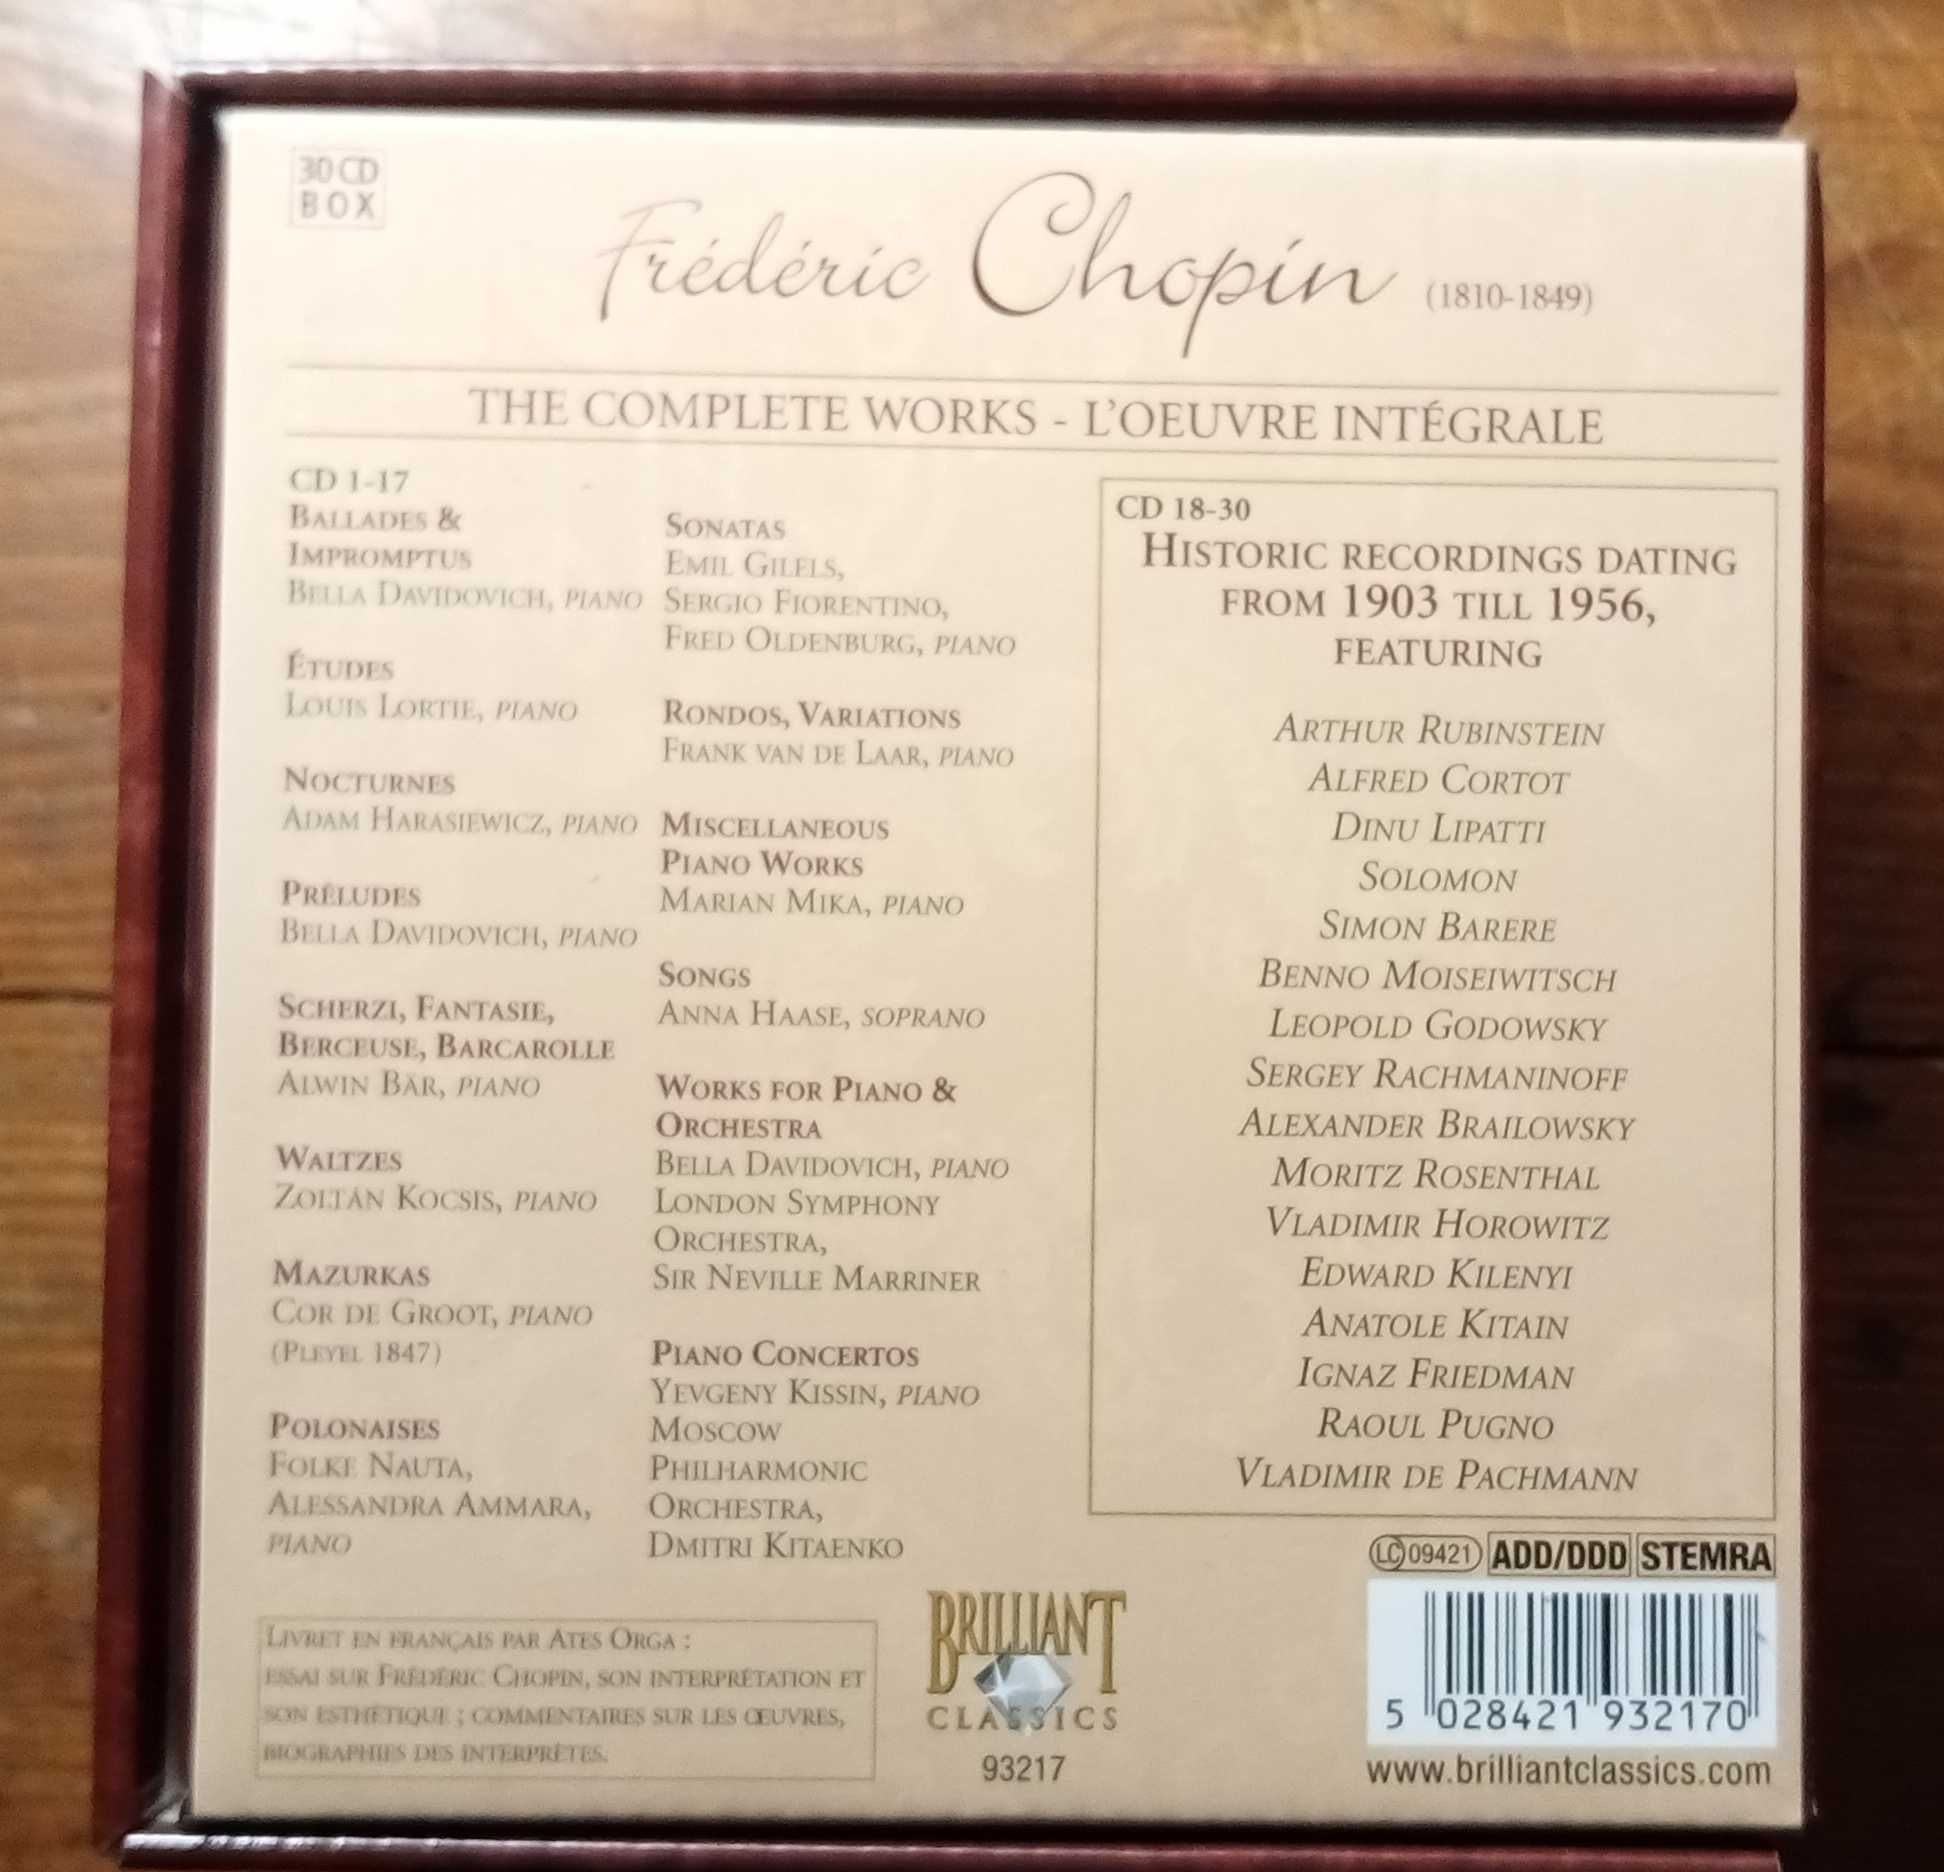 30 CD
BOX
Frédéric Chopin (1810-1849)
THE COMPLETE WORKS - L'OEUVRE INTÉGRALE
CD 1-17
BALLADES &
IMPROMPTUS
BELLA DAVIDOVICH, PIANO
ÉTUDES
LOUIS LORTIE, PIANO
NOCTURNES
ADAM HARASIEWICZ, PIANO
PRÉLUDES
BELLA DAVIDOVICH, PIANO
SCHERZI, FANTASIE,
BERCEUSE, BARCAROLLE
ALWIN BÄR, PIANO
WALTZES
ZOLTÁN KOCSIS, PIANO
MAZURKAS
COR DE GROOT, PIANO
(PLEYEL 1847)
POLONAISES
FOLKE NAUTA,
ALESSANDRA AMMARA,
PIANO
SONATAS
EMIL GILELS,
SERGIO FIORENTINO,
FRED OLDENBURG, PIANO
RONDOS, VARIATIONS
FRANK VAN DE LAAR, PIANO
MISCELLANEOUS
PIANO WORKS
MARIAN MIKA, PIANO
SONGS
ANNA HAASE, SOPRANO
WORKS FOR PIANO &
ORCHESTRA
BELLA DAVIDOVICH, PIANO
LONDON SYMPHONY
ORCHESTRA,
SIR NEVILLE MARRINER
PIANO CONCERTOS
YEVGENY KISSIN, PIANO
MOSCOW
PHILHARMONIC
ORCHESTRA,
DMITRI KITAENKO
CD 18-30
HISTORIC RECORDINGS DATING
FROM 1903 TILL 1956,
FEATURING
ARTHUR RUBINSTEIN
ALFRED CORTOT
DINU LIPATTI
SOLOMON
SIMON BARERE
BENNO MOISEIWITSCH
LEOPOLD GODOWSKY
SERGEY RACHMANINOFF
ALEXANDER BRAILOWSKY
MORITZ ROSENTHAL
VLADIMIR HOROWITZ
EDWARD KILENYI
ANATOLE KITAIN
IGNAZ FRIEDMAN
RAOUL PUGNO
VLADIMIR DE PACHMANN
LIVRET EN FRANÇAIS PAR ATES ORGA :
ESSAI SUR FRÉDÉRIC CHOPIN, SON INTERPRÉTATION ET
SON ESTHÉTIQUE ; COMMENTAIRES SUR LES ŒUVRES,
BIOGRAPHIES DES INTERPRÈTES.
BRILLIANT
CLASSICS
93217
LC 09421 ADD/DDD STEMRA
5 028421 932170
www.brilliantclassics.com